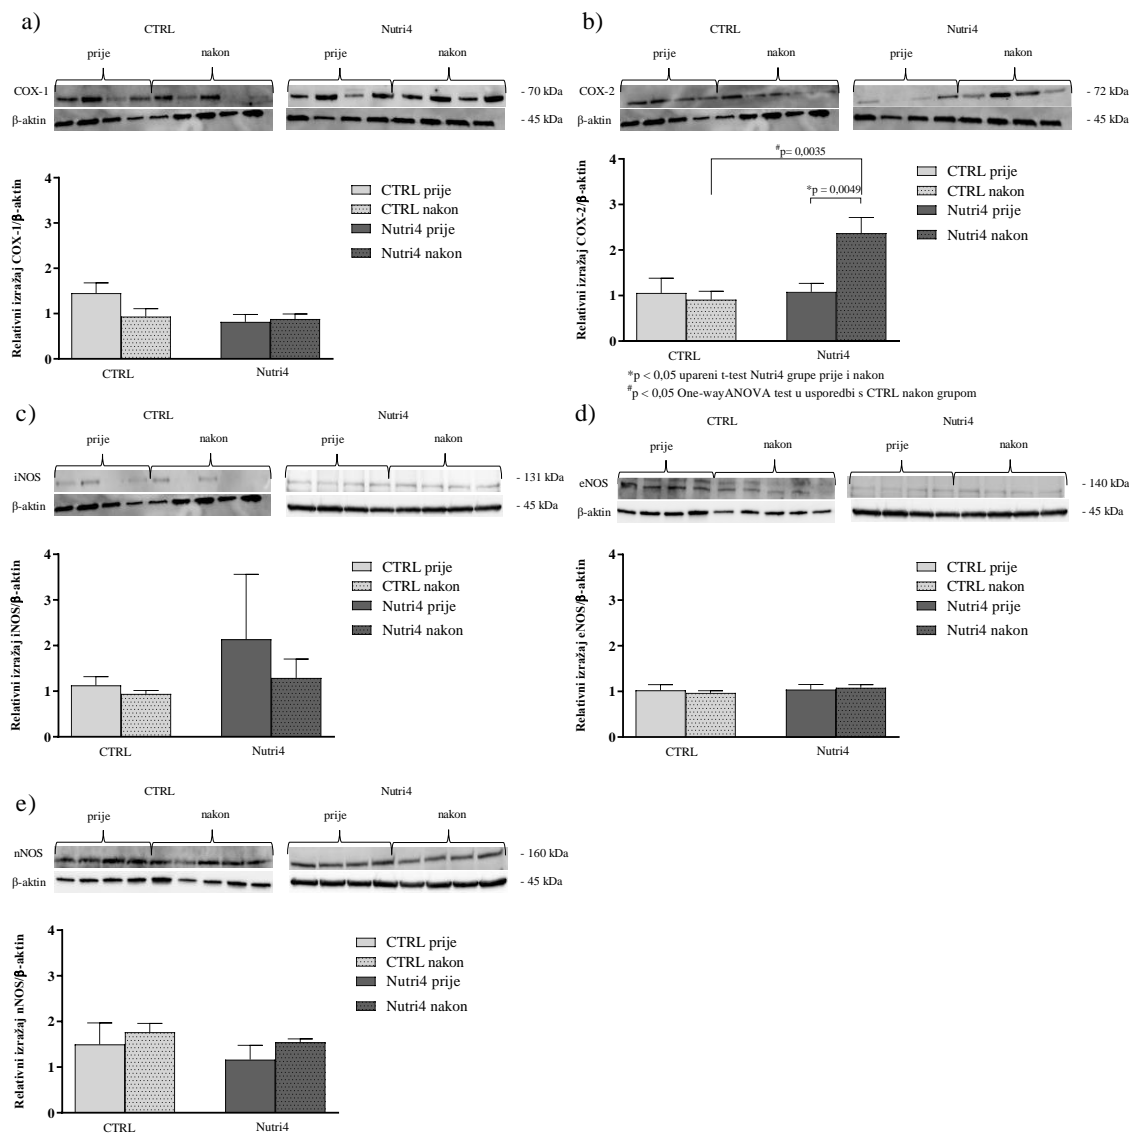 a)
CTRL
Nutri4
prije
nakon
prije
nakon
COX-1
- 70 kDa
β-aktin
- 45 kDa
Relativni izražaj COX-1/β-aktin
4
3
2
1
0
CTRL
Nutri4
CTRL prije
CTRL nakon
Nutri4 prije
Nutri4 nakon
b)
CTRL
Nutri4
prije
nakon
prije
nakon
COX-2
- 72 kDa
β-aktin
- 45 kDa
Relativni izražaj COX-2/β-aktin
4
3
2
1
0
#p= 0,0035
*p = 0,0049
CTRL
Nutri4
CTRL prije
CTRL nakon
Nutri4 prije
Nutri4 nakon
*p < 0,05 upareni t-test Nutri4 grupe prije i nakon
#p < 0,05 One-wayANOVA test u usporedbi s CTRL nakon grupom
c)
CTRL
Nutri4
prije
nakon
prije
nakon
iNOS
- 131 kDa
β-aktin
- 45 kDa
Relativni izražaj iNOS/β-aktin
4
3
2
1
0
CTRL
Nutri4
CTRL prije
CTRL nakon
Nutri4 prije
Nutri4 nakon
d)
CTRL
Nutri4
prije
nakon
prije
nakon
eNOS
- 140 kDa
β-aktin
- 45 kDa
Relativni izražaj eNOS/β-aktin
4
3
2
1
0
CTRL
Nutri4
CTRL prije
CTRL nakon
Nutri4 prije
Nutri4 nakon
e)
CTRL
Nutri4
prije
nakon
prije
nakon
nNOS
- 160 kDa
β-aktin
- 45 kDa
Relativni izražaj nNOS/β-aktin
4
3
2
1
0
CTRL
Nutri4
CTRL prije
CTRL nakon
Nutri4 prije
Nutri4 nakon